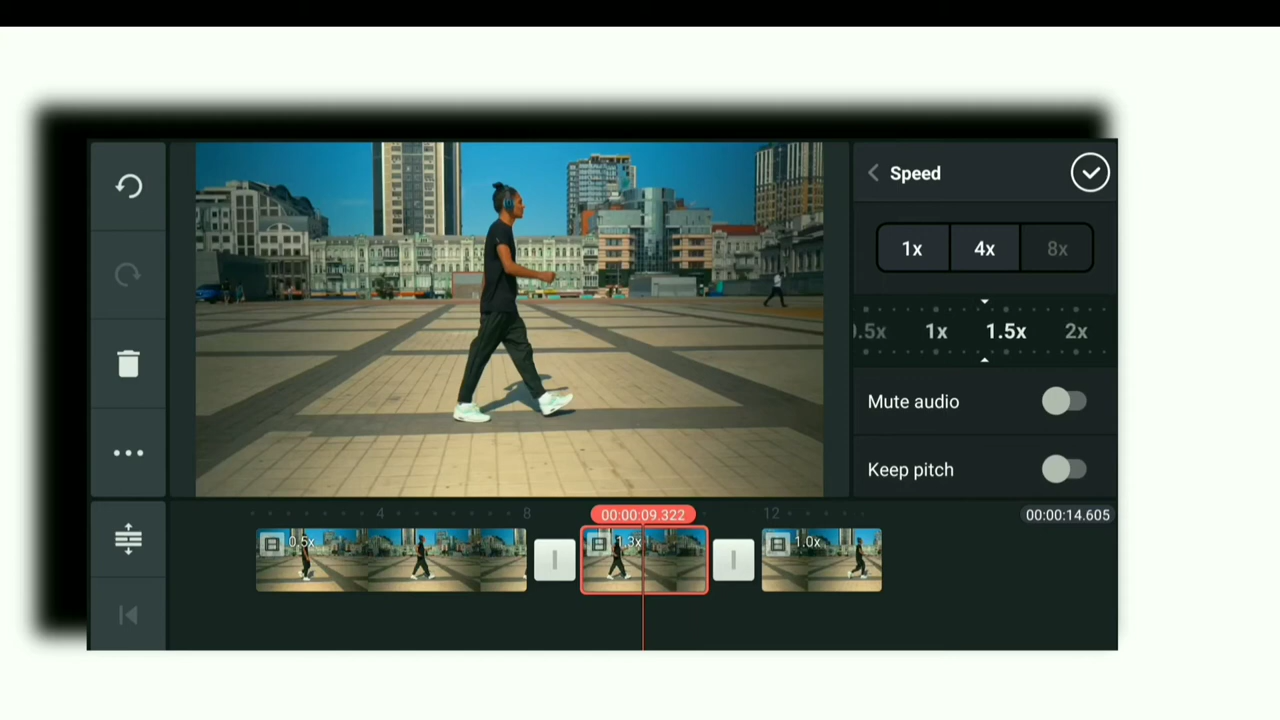 Speed
1x 4x 8x
0.5x 1x 1.5x 2x
Mute audio
Keep pitch
4 8 00:00:09.322 12 00:00:14.605
0.5x 1.3x 1.0x